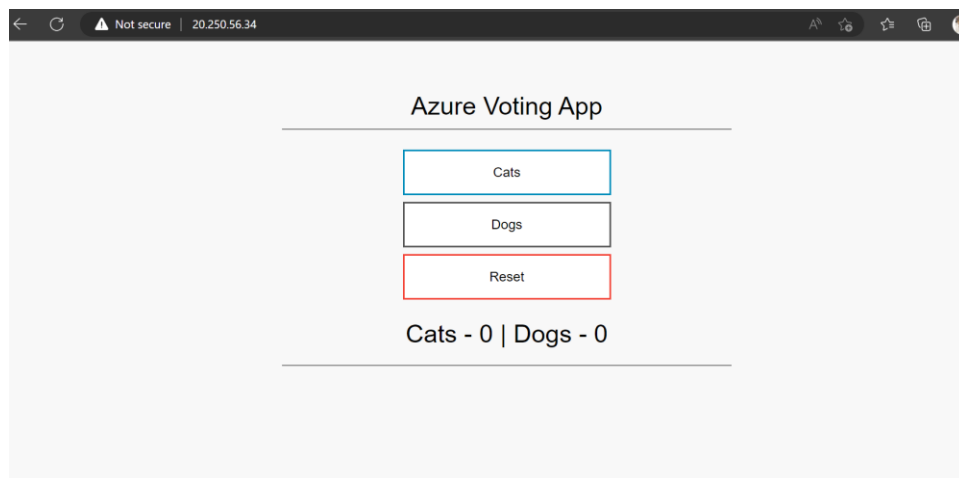 Not secure | 20.250.56.34
Azure Voting App
Cats
Dogs
Reset
Cats - 0 | Dogs - 0